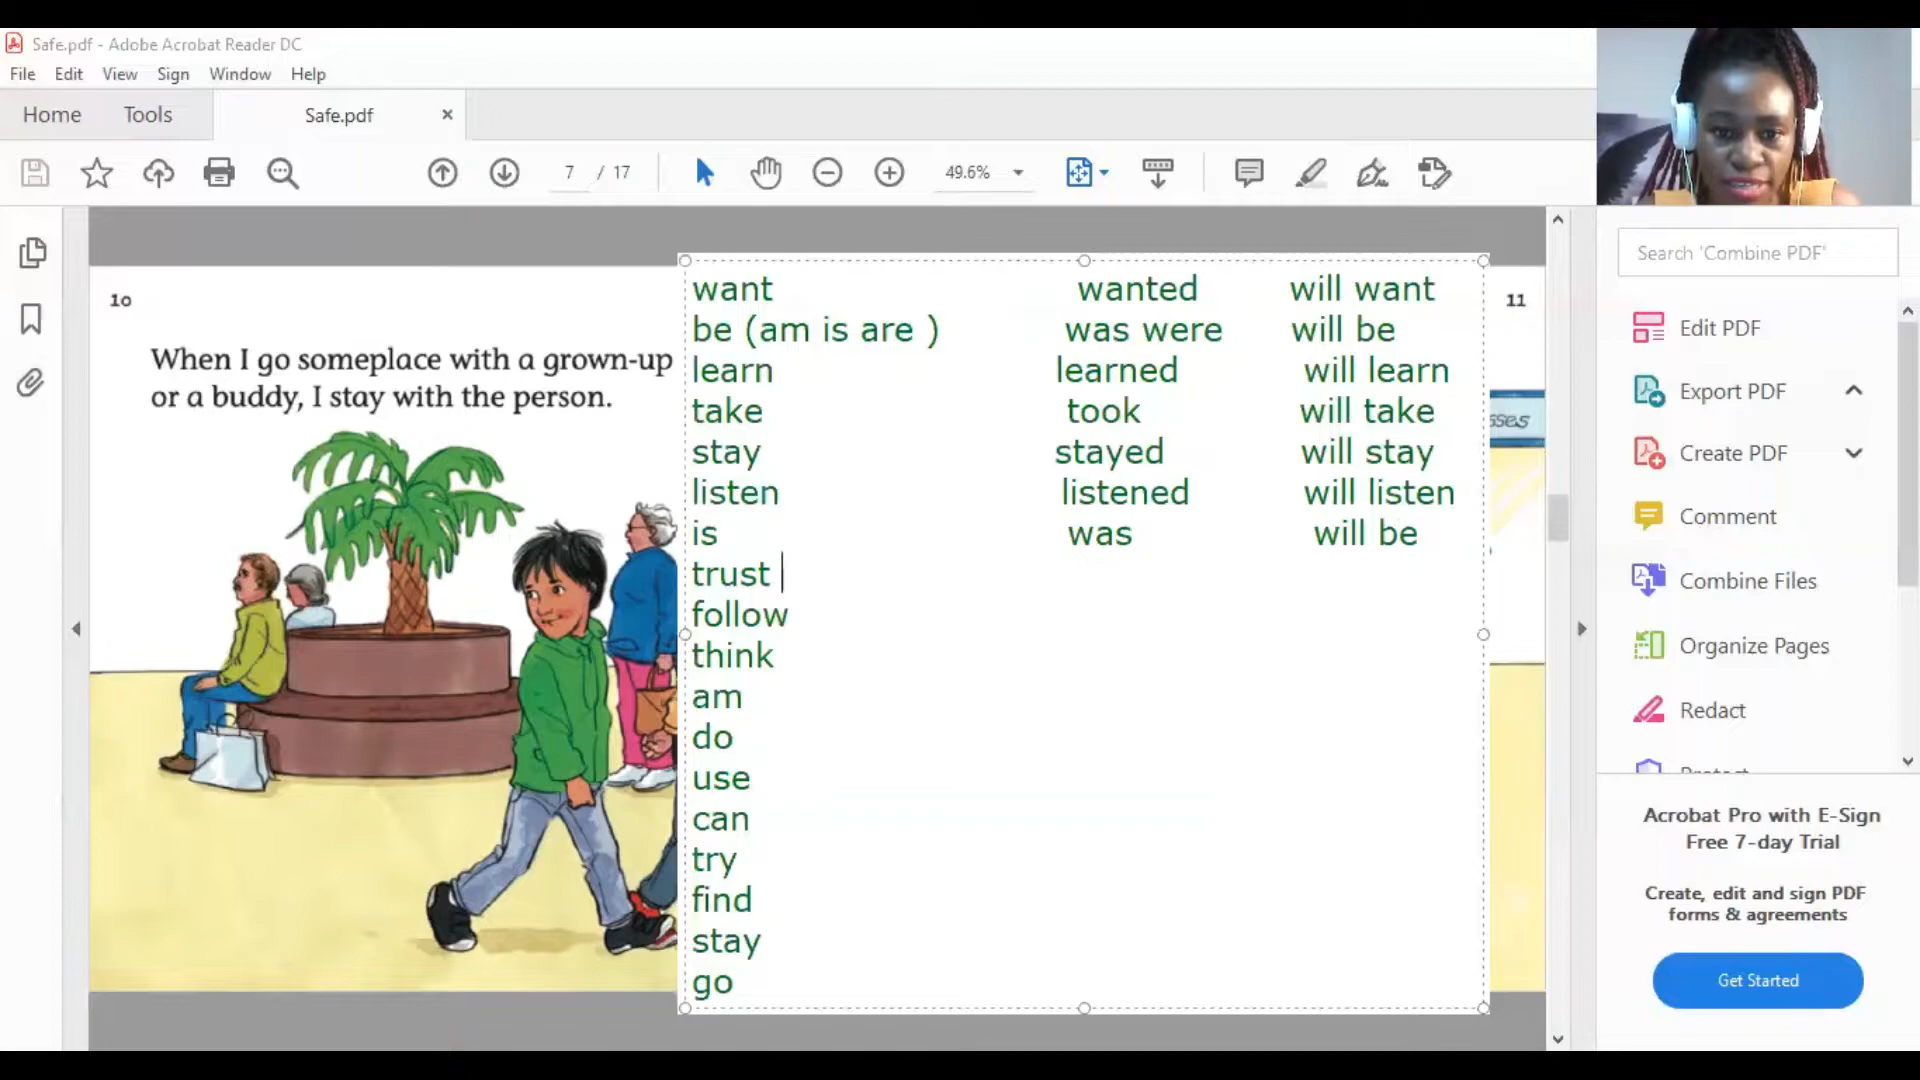 Safe.pdf - Adobe Acrobat Reader DC
File Edit View Sign Window Help
Home Tools Safe.pdf ×
7 / 17 49.6%
Search 'Combine PDF'
10
11
When I go someplace with a grown-up
or a buddy, I stay with the person.
want wanted will want
be (am is are ) was were will be
learn learned will learn
take took will take
stay stayed will stay
listen listened will listen
is was will be
trust
follow
think
am
do
use
can
try
find
stay
go
Edit PDF
Export PDF
Create PDF
Comment
Combine Files
Organize Pages
Redact
Acrobat Pro with E-Sign
Free 7-day Trial
Create, edit and sign PDF
forms & agreements
Get Started